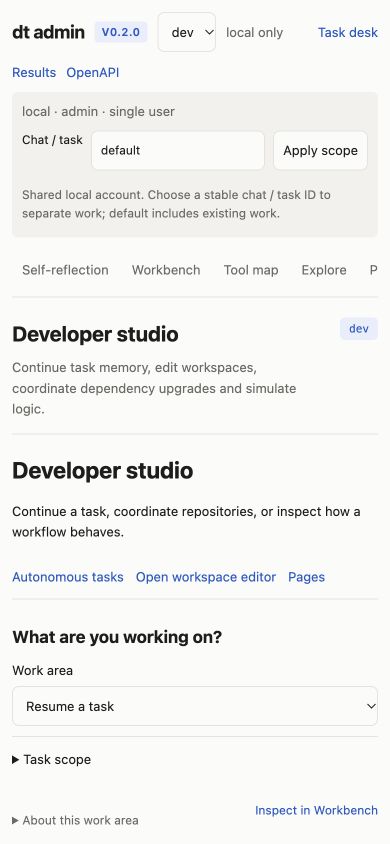 dt admin V0.2.0 dev local only Task desk
Results OpenAPI
local · admin · single user
Chat / task default Apply scope
Shared local account. Choose a stable chat / task ID to
separate work; default includes existing work.
Self-reflection Workbench Tool map Explore P
Developer studio dev
Continue task memory, edit workspaces,
coordinate dependency upgrades and simulate
logic.
Developer studio
Continue a task, coordinate repositories, or inspect how a
workflow behaves.
Autonomous tasks Open workspace editor Pages
What are you working on?
Work area
Resume a task
Task scope
Inspect in Workbench
About this work area